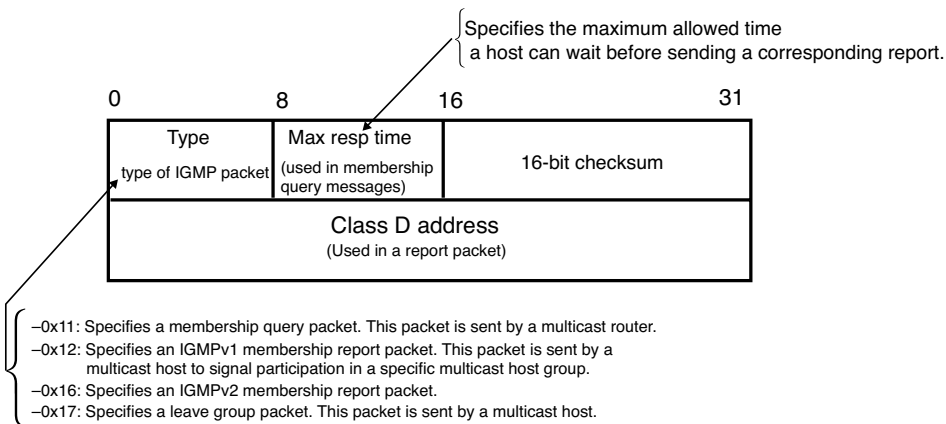 Specifies the maximum allowed time
a host can wait before sending a corresponding report.
0 8 16 31
Type
type of IGMP packet
Max resp time
(used in membership
query messages)
16-bit checksum
Class D address
(Used in a report packet)
–0x11: Specifies a membership query packet. This packet is sent by a multicast router.
–0x12: Specifies an IGMPv1 membership report packet. This packet is sent by a
multicast host to signal participation in a specific multicast host group.
–0x16: Specifies an IGMPv2 membership report packet.
–0x17: Specifies a leave group packet. This packet is sent by a multicast host.